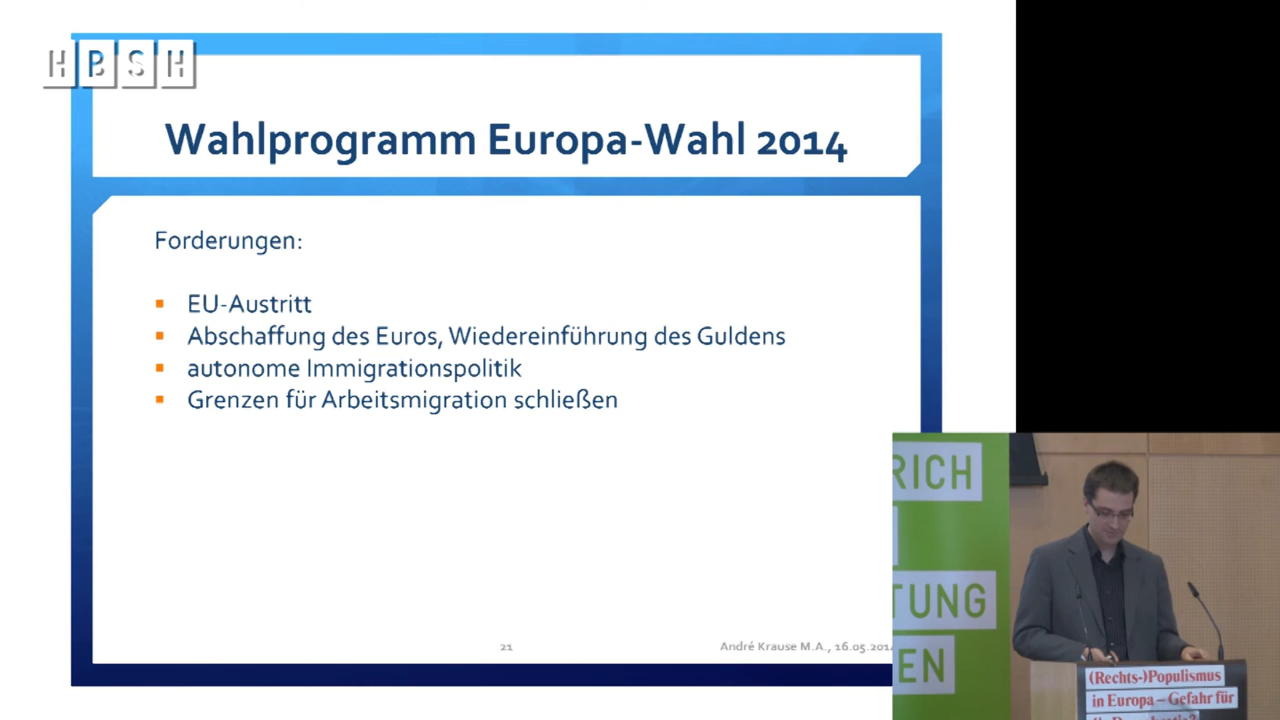 HBSH
Wahlprogramm Europa-Wahl 2014
Forderungen:
EU-Austritt
Abschaffung des Euros, Wiedereinführung des Guldens
autonome Immigrationspolitik
Grenzen für Arbeitsmigration schließen
21
André Krause M.A., 16.05.2014
RICH
TUNG
EN
(Rechts-)Populismus
in Europa – Gefahr für